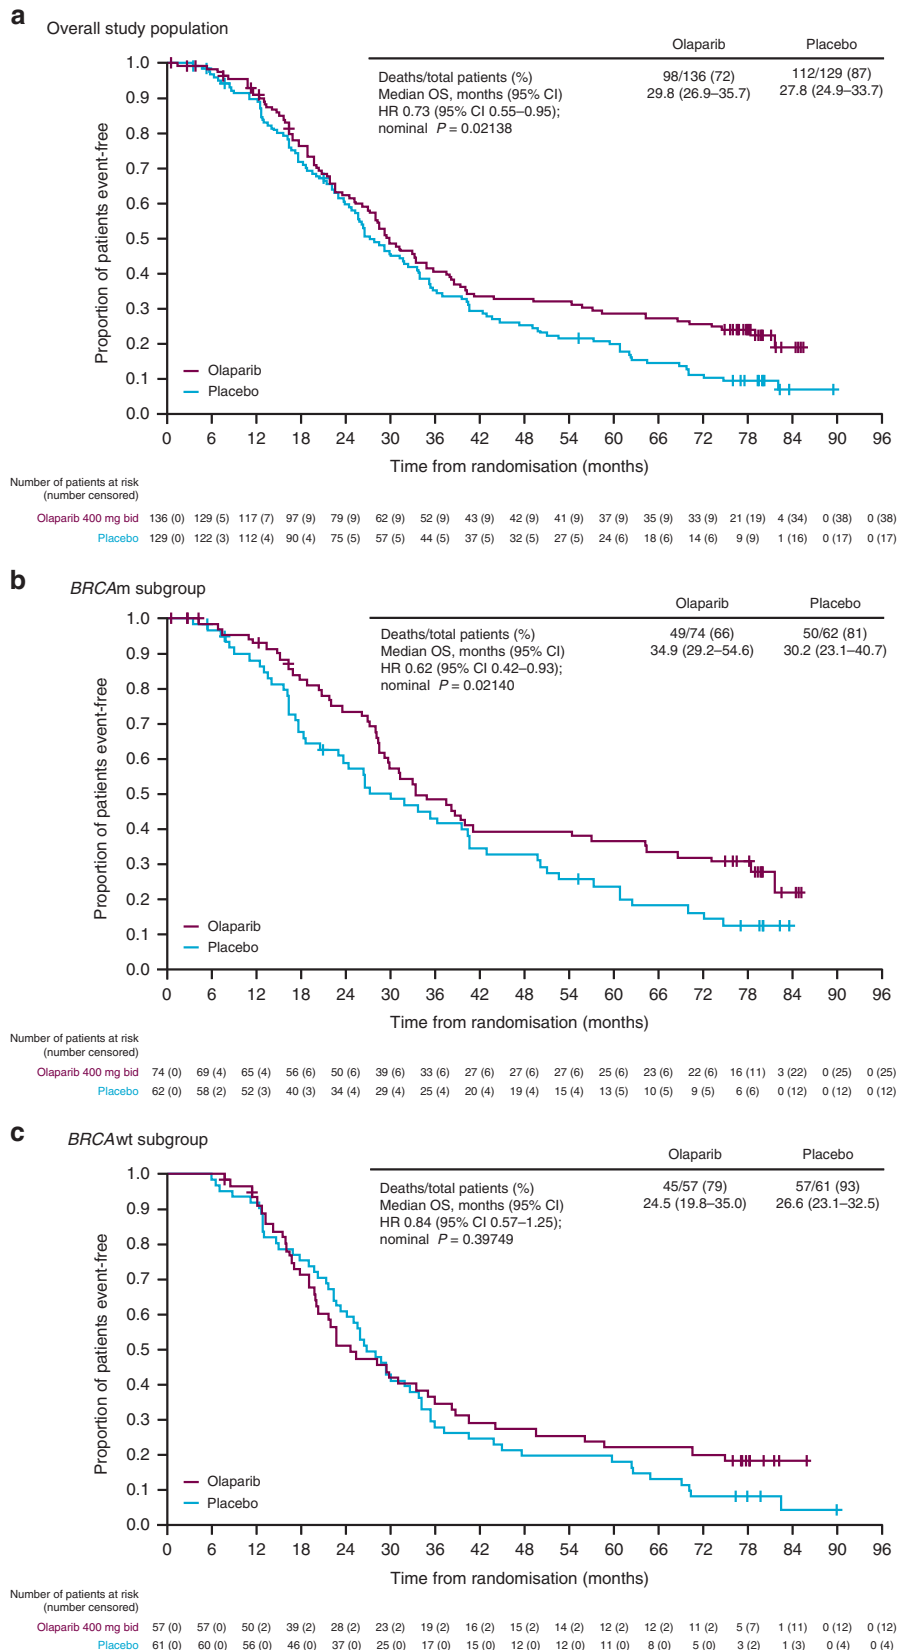 a
Overall study population
Olaparib Placebo
Deaths/total patients (%) 98/136 (72) 112/129 (87)
Median OS, months (95% CI) 29.8 (26.9–35.7) 27.8 (24.9–33.7)
HR 0.73 (95% CI 0.55–0.95);
nominal P = 0.02138
Proportion of patients event-free
1.0
0.9
0.8
0.7
0.6
0.5
0.4
0.3
0.2
0.1
0.0
Olaparib
Placebo
0 6 12 18 24 30 36 42 48 54 60 66 72 78 84 90 96
Time from randomisation (months)
Number of patients at risk
(number censored)
Olaparib 400 mg bid 136 (0) 129 (5) 117 (7) 97 (9) 79 (9) 62 (9) 52 (9) 43 (9) 42 (9) 41 (9) 37 (9) 35 (9) 33 (9) 21 (19) 4 (34) 0 (38) 0 (38)
Placebo 129 (0) 122 (3) 112 (4) 90 (4) 75 (5) 57 (5) 44 (5) 37 (5) 32 (5) 27 (5) 24 (6) 18 (6) 14 (6) 9 (9) 1 (16) 0 (17) 0 (17)
b
BRCAm subgroup
Olaparib Placebo
Deaths/total patients (%) 49/74 (66) 50/62 (81)
Median OS, months (95% CI) 34.9 (29.2–54.6) 30.2 (23.1–40.7)
HR 0.62 (95% CI 0.42–0.93);
nominal P = 0.02140
Proportion of patients event-free
1.0
0.9
0.8
0.7
0.6
0.5
0.4
0.3
0.2
0.1
0.0
Olaparib
Placebo
0 6 12 18 24 30 36 42 48 54 60 66 72 78 84 90 96
Time from randomisation (months)
Number of patients at risk
(number censored)
Olaparib 400 mg bid 74 (0) 69 (4) 65 (4) 56 (6) 50 (6) 39 (6) 33 (6) 27 (6) 27 (6) 27 (6) 25 (6) 23 (6) 22 (6) 16 (11) 3 (22) 0 (25) 0 (25)
Placebo 62 (0) 58 (2) 52 (3) 40 (3) 34 (4) 29 (4) 25 (4) 20 (4) 19 (4) 15 (4) 13 (5) 10 (5) 9 (5) 6 (6) 0 (12) 0 (12) 0 (12)
c
BRCAwt subgroup
Olaparib Placebo
Deaths/total patients (%) 45/57 (79) 57/61 (93)
Median OS, months (95% CI) 24.5 (19.8–35.0) 26.6 (23.1–32.5)
HR 0.84 (95% CI 0.57–1.25);
nominal P = 0.39749
Proportion of patients event-free
1.0
0.9
0.8
0.7
0.6
0.5
0.4
0.3
0.2
0.1
0.0
Olaparib
Placebo
0 6 12 18 24 30 36 42 48 54 60 66 72 78 84 90 96
Time from randomisation (months)
Number of patients at risk
(number censored)
Olaparib 400 mg bid 57 (0) 57 (0) 50 (2) 39 (2) 28 (2) 23 (2) 19 (2) 16 (2) 15 (2) 14 (2) 12 (2) 12 (2) 11 (2) 5 (7) 1 (11) 0 (12) 0 (12)
Placebo 61 (0) 60 (0) 56 (0) 46 (0) 37 (0) 25 (0) 17 (0) 15 (0) 12 (0) 12 (0) 11 (0) 8 (0) 5 (0) 3 (2) 1 (3) 0 (4) 0 (4)